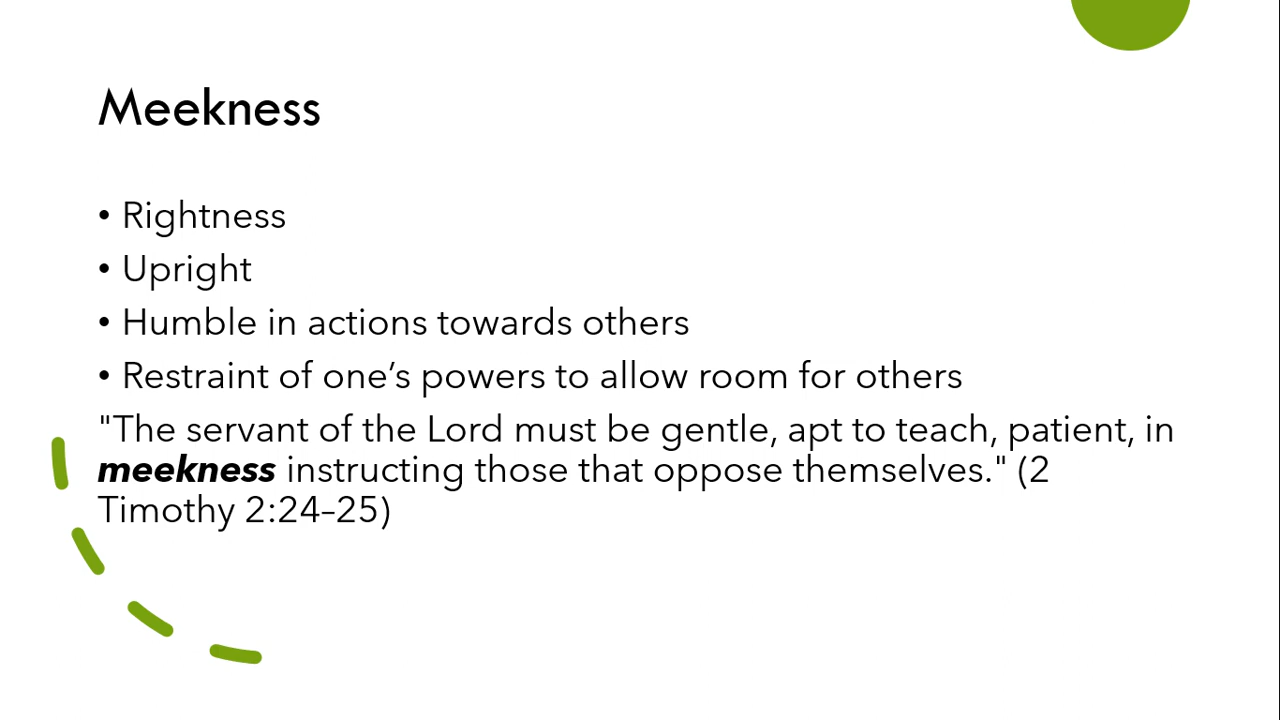 Meekness
• Rightness
• Upright
• Humble in actions towards others
• Restraint of one’s powers to allow room for others
"The servant of the Lord must be gentle, apt to teach, patient, in
meekness instructing those that oppose themselves." (2
Timothy 2:24–25)